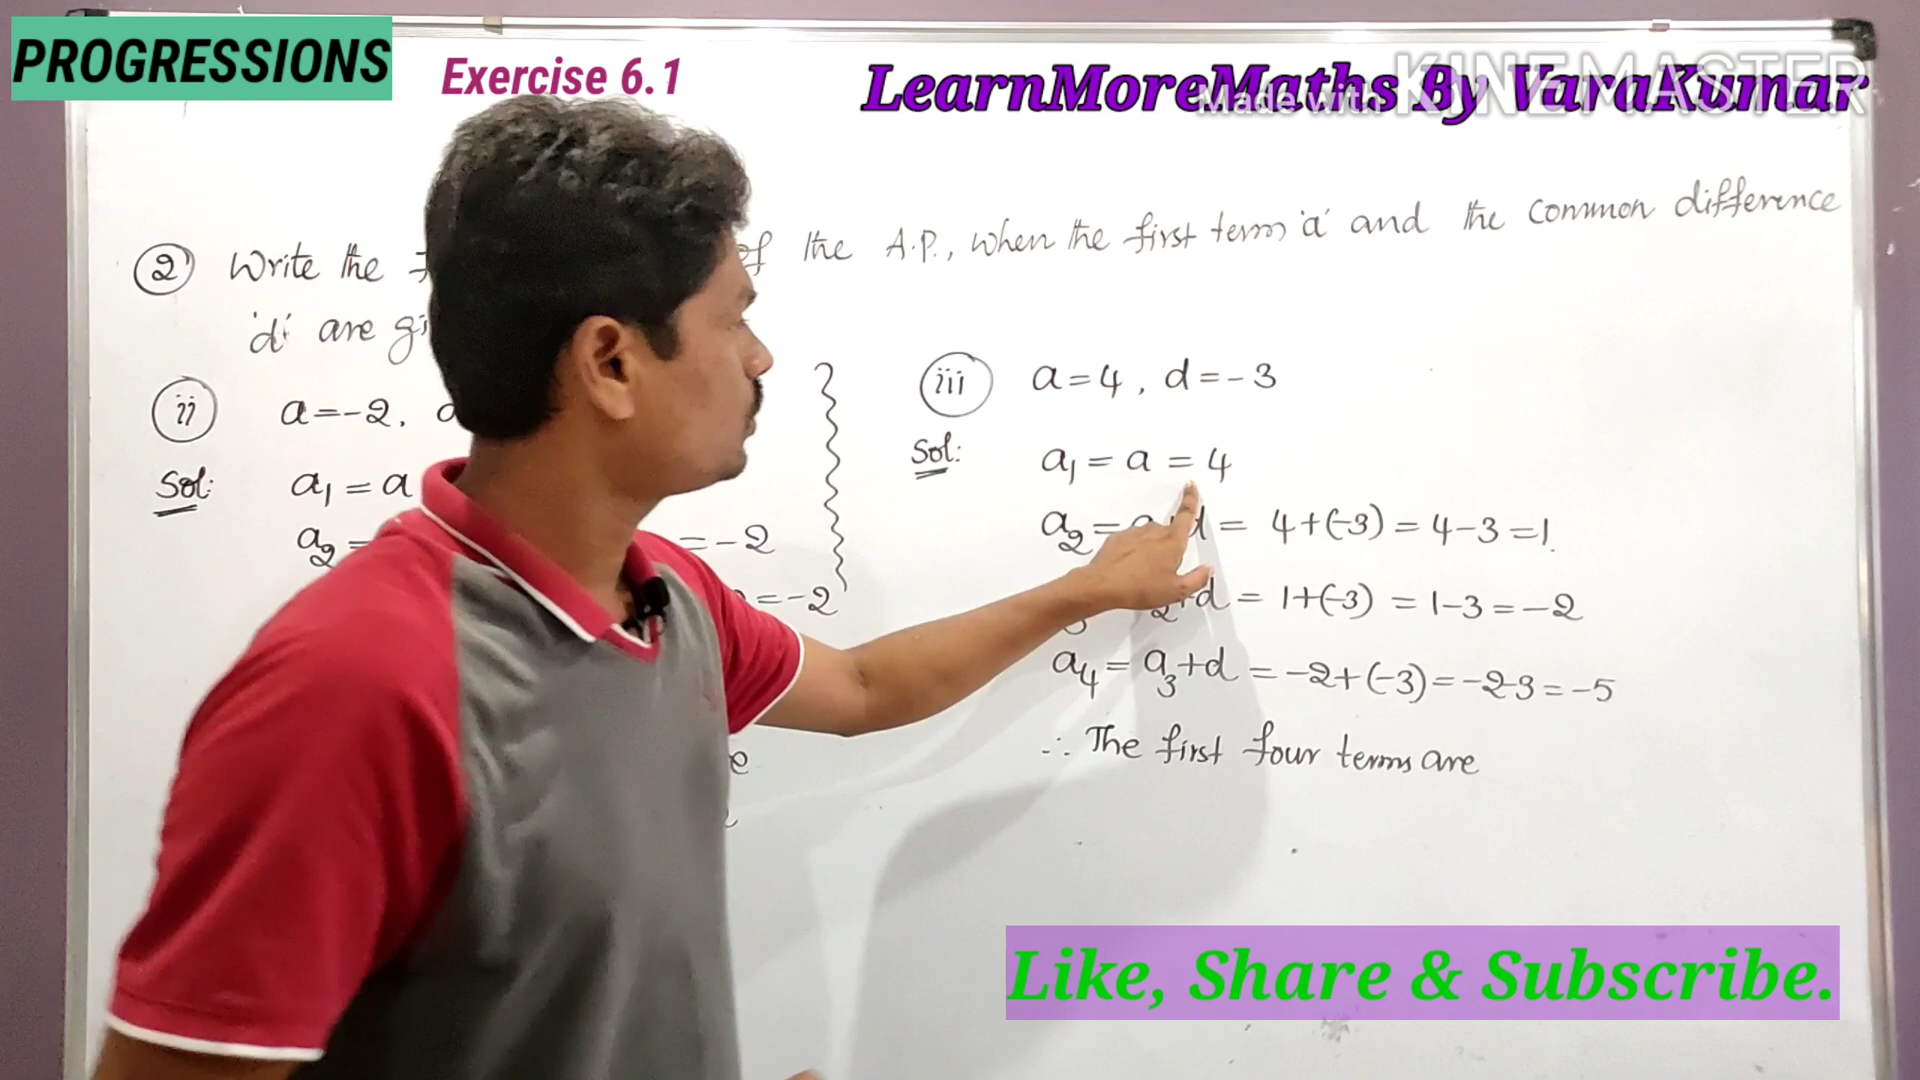 PROGRESSIONS
Exercise 6.1
LearnMoreMaths By VaraKumar
Made with KINEMASTER
2 Write the of the A.P., when the first term 'a' and the common difference
'd' are
ii a=-2,
Sol: a1 = a
a2 = =-2
=-2
iii a=4, d=-3
Sol: a1 = a = 4
a2 = a+d = 4+(-3) = 4-3 =1.
3 2+d = 1+(-3) = 1-3 = -2
a4 = a3+d = -2+(-3) = -2-3 = -5
∴ The first four terms are
Like, Share & Subscribe.